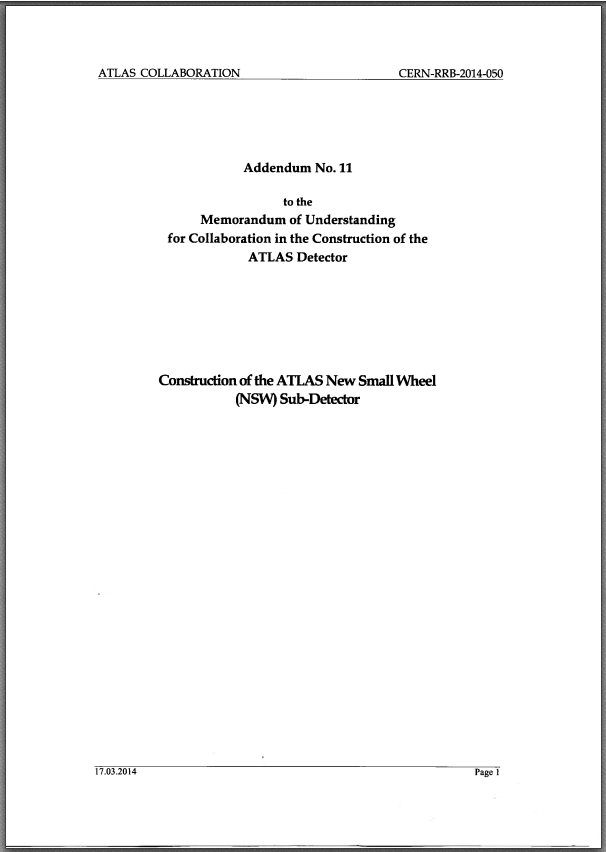 ATLAS COLLABORATION CERN-RRB-2014-050
Addendum No. 11
to the
Memorandum of Understanding
for Collaboration in the Construction of the
ATLAS Detector
Construction of the ATLAS New Small Wheel
(NSW) Sub-Detector
17.03.2014 Page 1